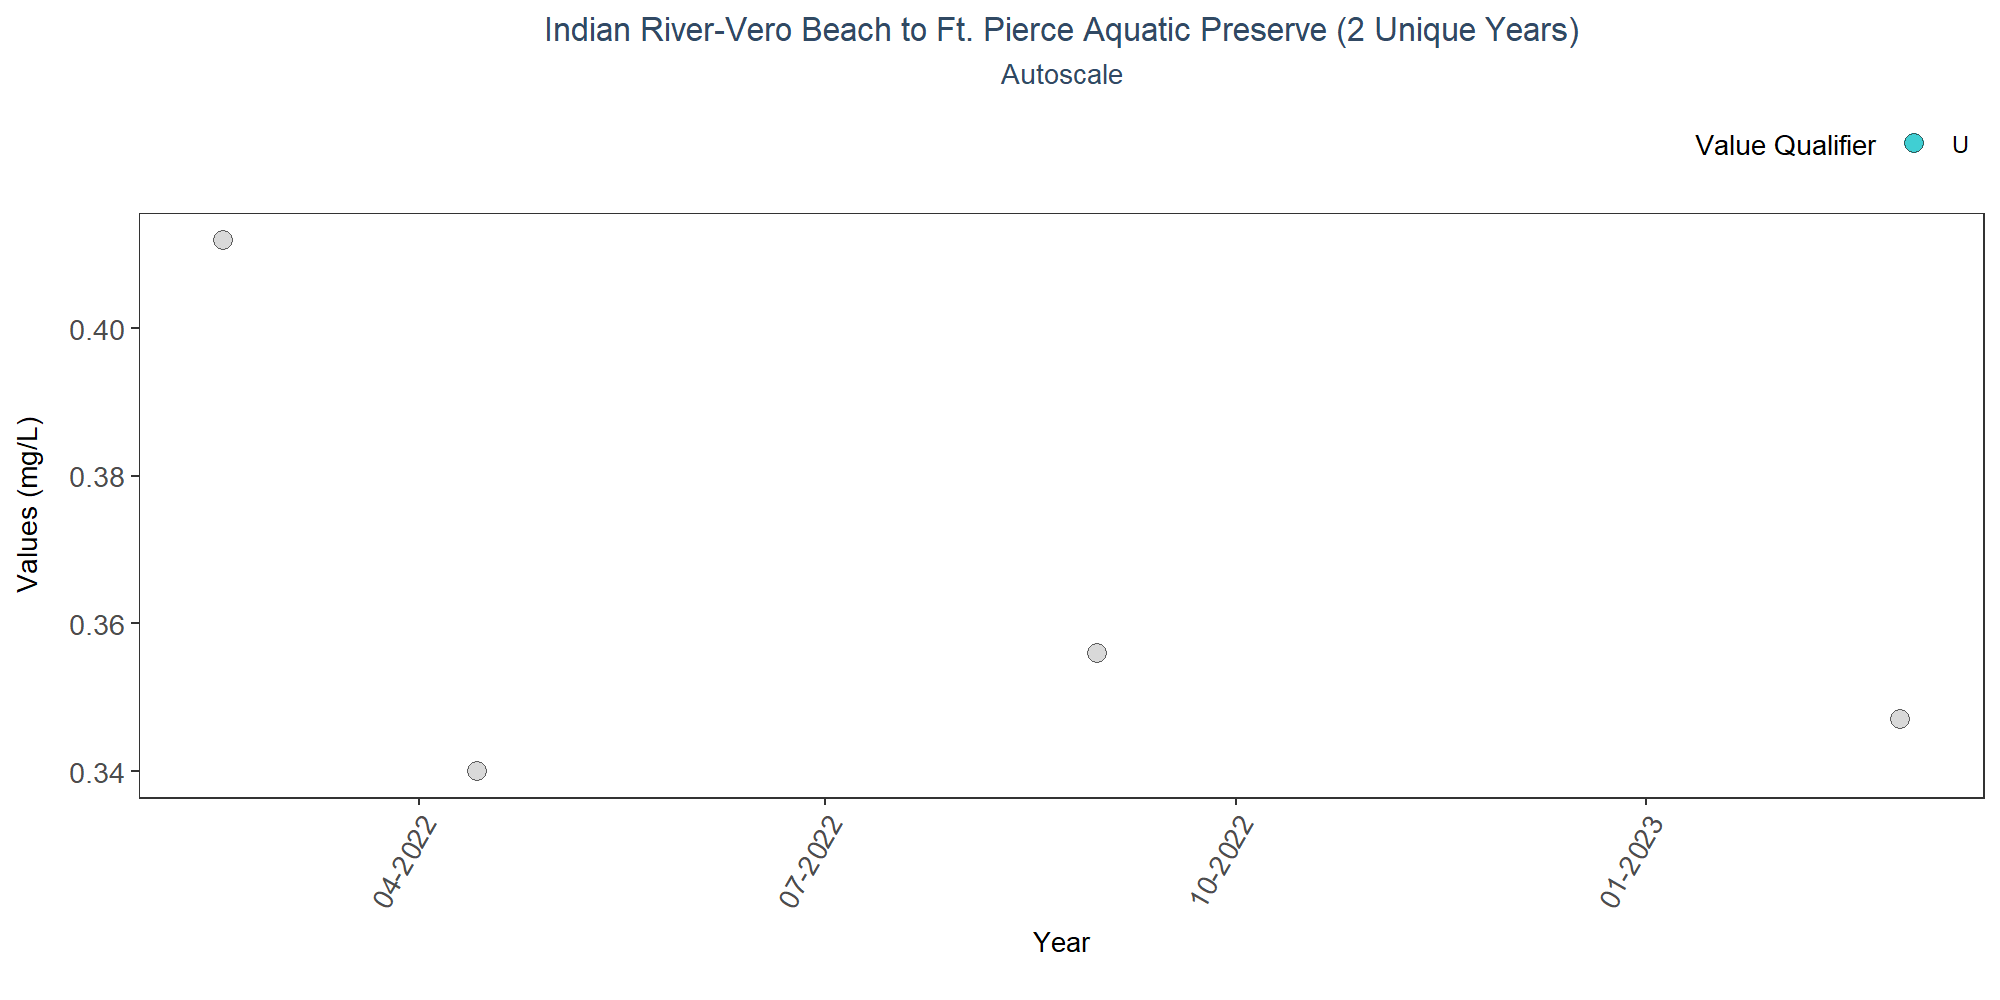 Indian River-Vero Beach to Ft. Pierce Aquatic Preserve (2 Unique Years)
Autoscale
Value Qualifier U
0.40
0.38
0.36
0.34
Values (mg/L)
04-2022
07-2022
10-2022
01-2023
Year